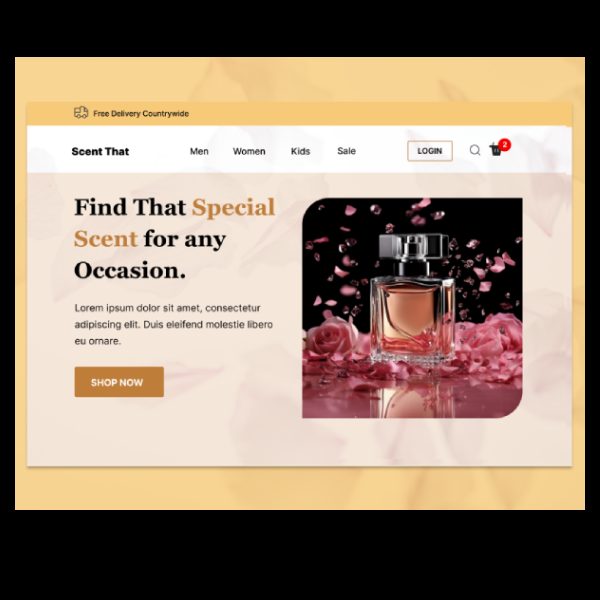 Free Delivery Countrywide
Scent That Men Women Kids Sale LOGIN 2
Find That Special
Scent for any
Occasion.
Lorem ipsum dolor sit amet, consectetur
adipiscing elit. Duis eleifend molestie libero
eu ornare.
SHOP NOW